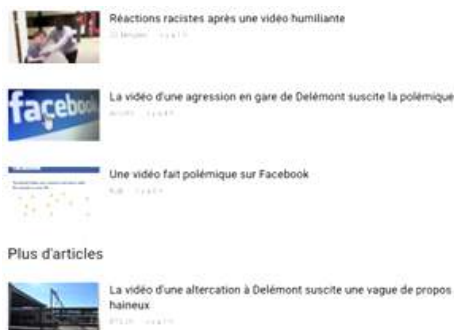 Réactions racistes après une vidéo humiliante
facebook
La vidéo d'une agression en gare de Delémont suscite la polémique
Une vidéo fait polémique sur Facebook
Plus d'articles
La vidéo d'une altercation à Delémont suscite une vague de propos
haineux